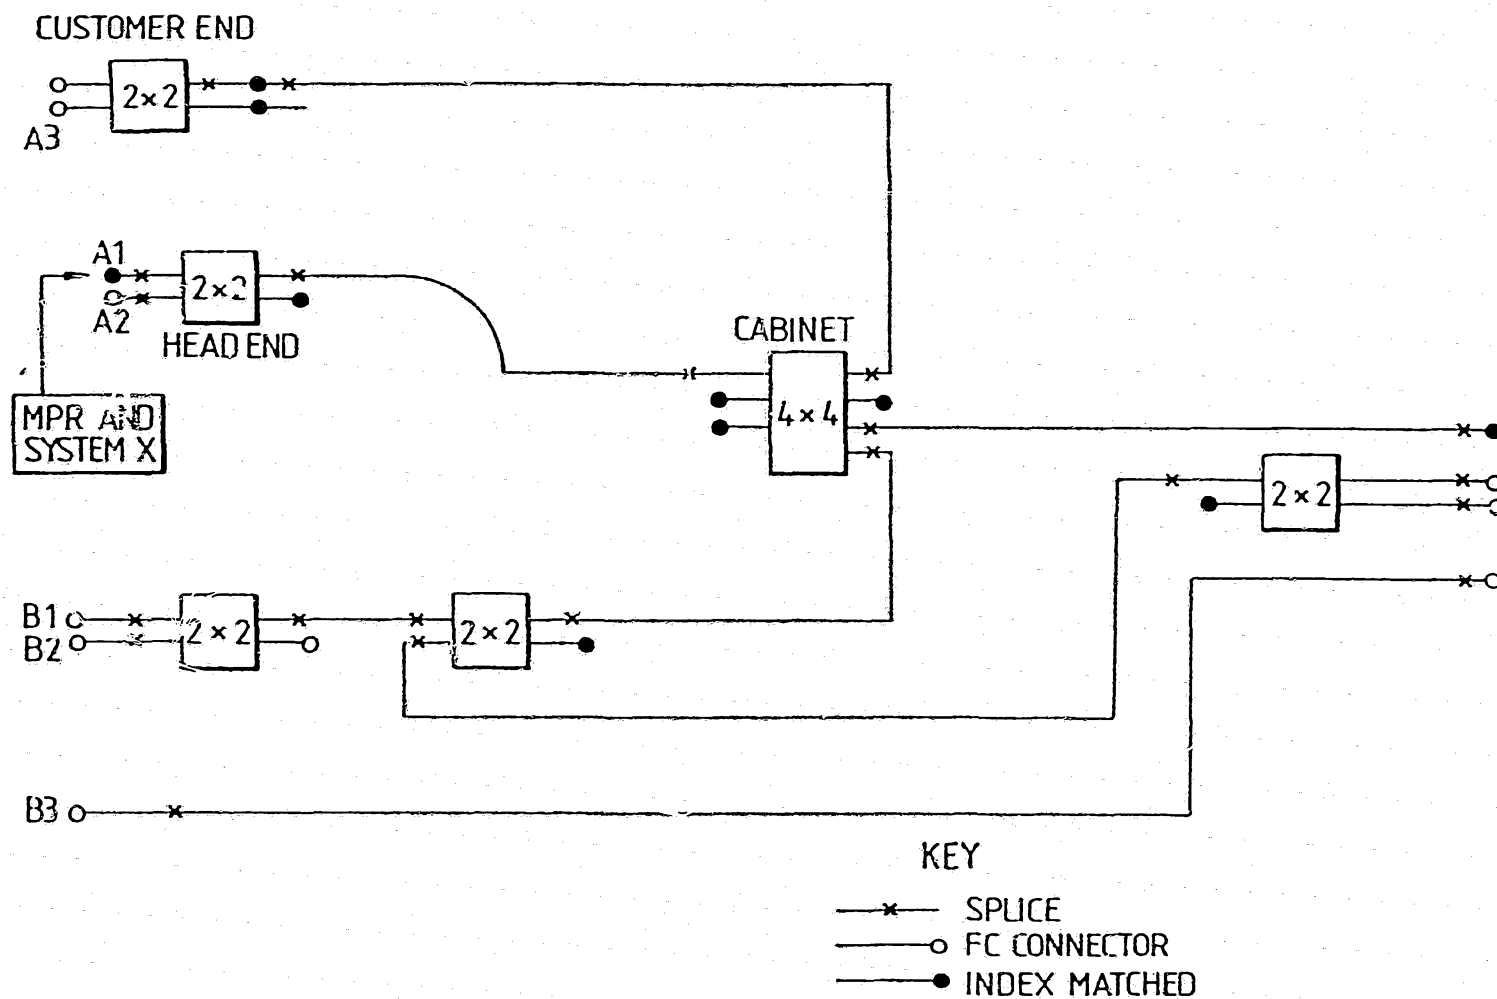 CUSTOMER END
2×2
A3
A1
2×2
A2
HEAD END
CABINET
4×4
MPR AND
SYSTEM X
2×2
B1
B2
2×2
2×2
B3
KEY
SPLICE
FC CONNECTOR
INDEX MATCHED